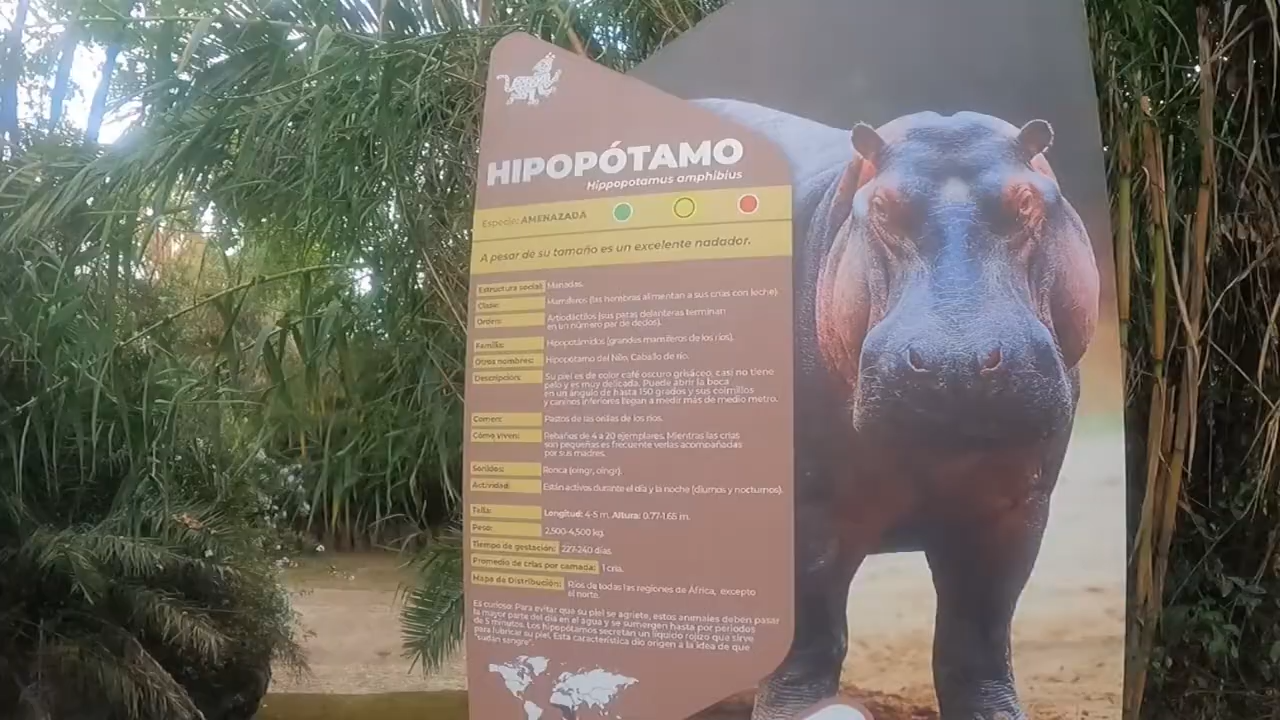 HIPOPÓTAMO
Hippopotamus amphibius
Especie: AMENAZADA
A pesar de su tamaño es un excelente nadador.
Estructura social: Manadas.
Clase: Mamíferos (las hembras alimentan a sus crías con leche).
Orden: Artiodáctilos (sus patas delanteras terminan
en un número par de dedos).
Familia: Hipopotámidos (grandes mamíferos de los ríos).
Otros nombres: Hipopótamo del Nilo, Caballo de río.
Descripción: Su piel es de color café oscuro grisáceo, casi no tiene
pelo y es muy delicada. Puede abrir la boca
en un ángulo de hasta 150 grados y sus colmillos
y caninos inferiores llegan a medir más de medio metro.
Comen: Pastos de las orillas de los ríos.
Cómo viven: Rebaños de 4 a 20 ejemplares. Mientras las crías
son pequeñas es frecuente verlas acompañadas
por sus madres.
Sonidos: Ronca (oingr, oingr).
Actividad: Están activos durante el día y la noche (diurnos y nocturnos).
Talla: Longitud: 4-5 m. Altura: 0.77-1.65 m.
Peso: 2,500-4,500 kg.
Tiempo de gestación: 227-240 días.
Promedio de crías por camada: 1 cría.
Mapa de Distribución: Ríos de todas las regiones de África, excepto
el norte.
Es curioso: Para evitar que su piel se agriete, estos animales deben pasar
la mayor parte del día en el agua y se sumergen hasta por periodos
de 5 minutos. Los hipopótamos secretan un líquido rojizo que sirve
para lubricar su piel. Esta característica dio origen a la idea de que
"sudan sangre".